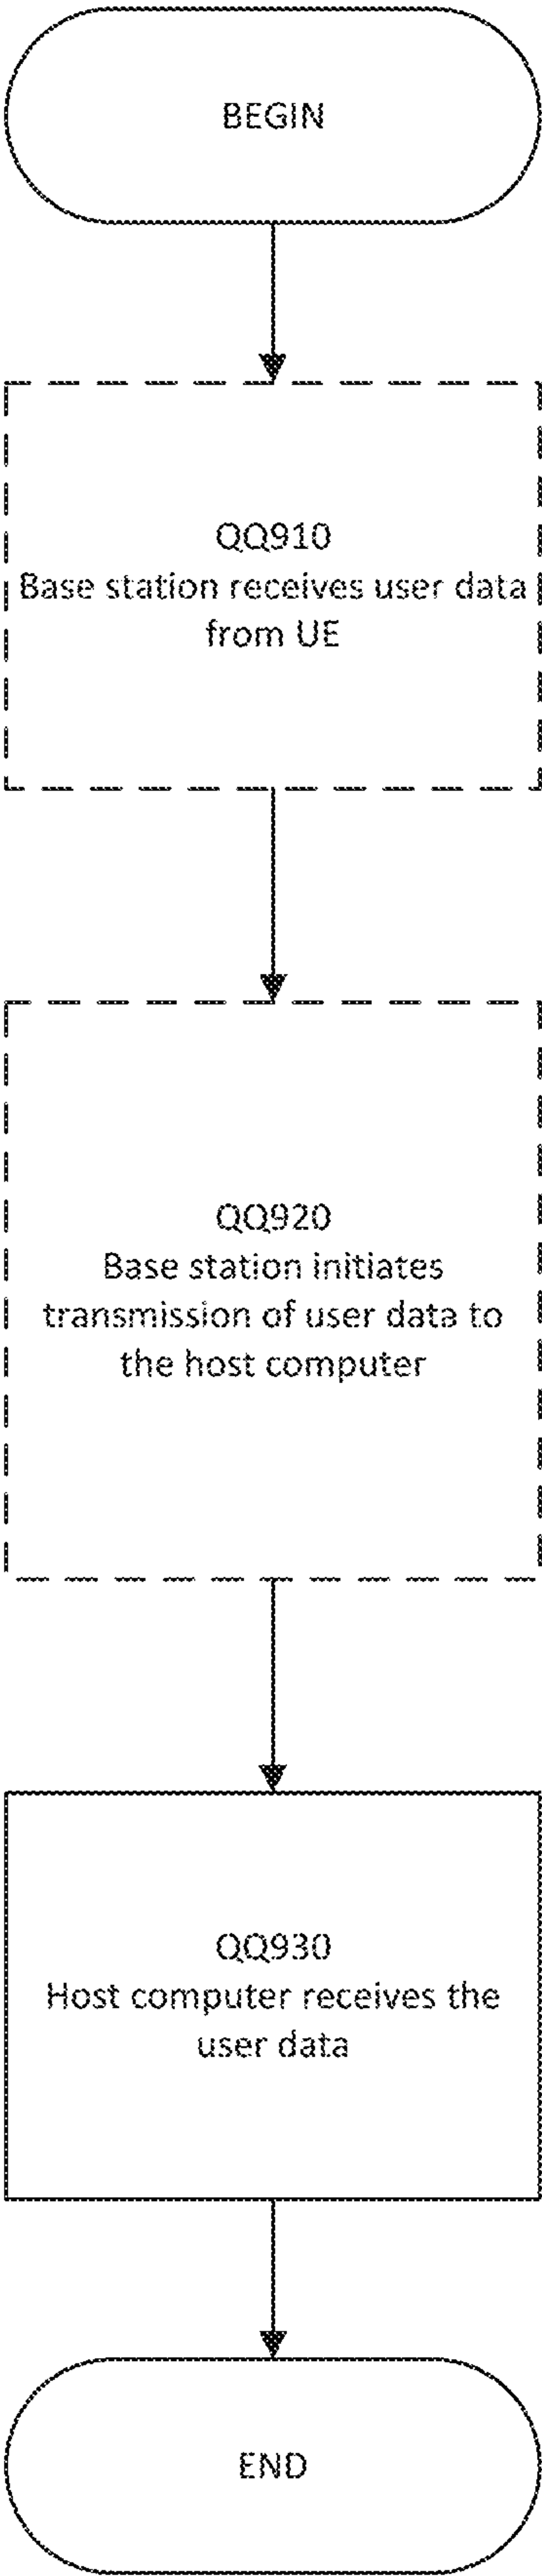 BEGIN
QQ910
Base station receives user data
from UE
QQ920
Base station initiates
transmission of user data to
the host computer
QQ930
Host computer receives the
user data
END